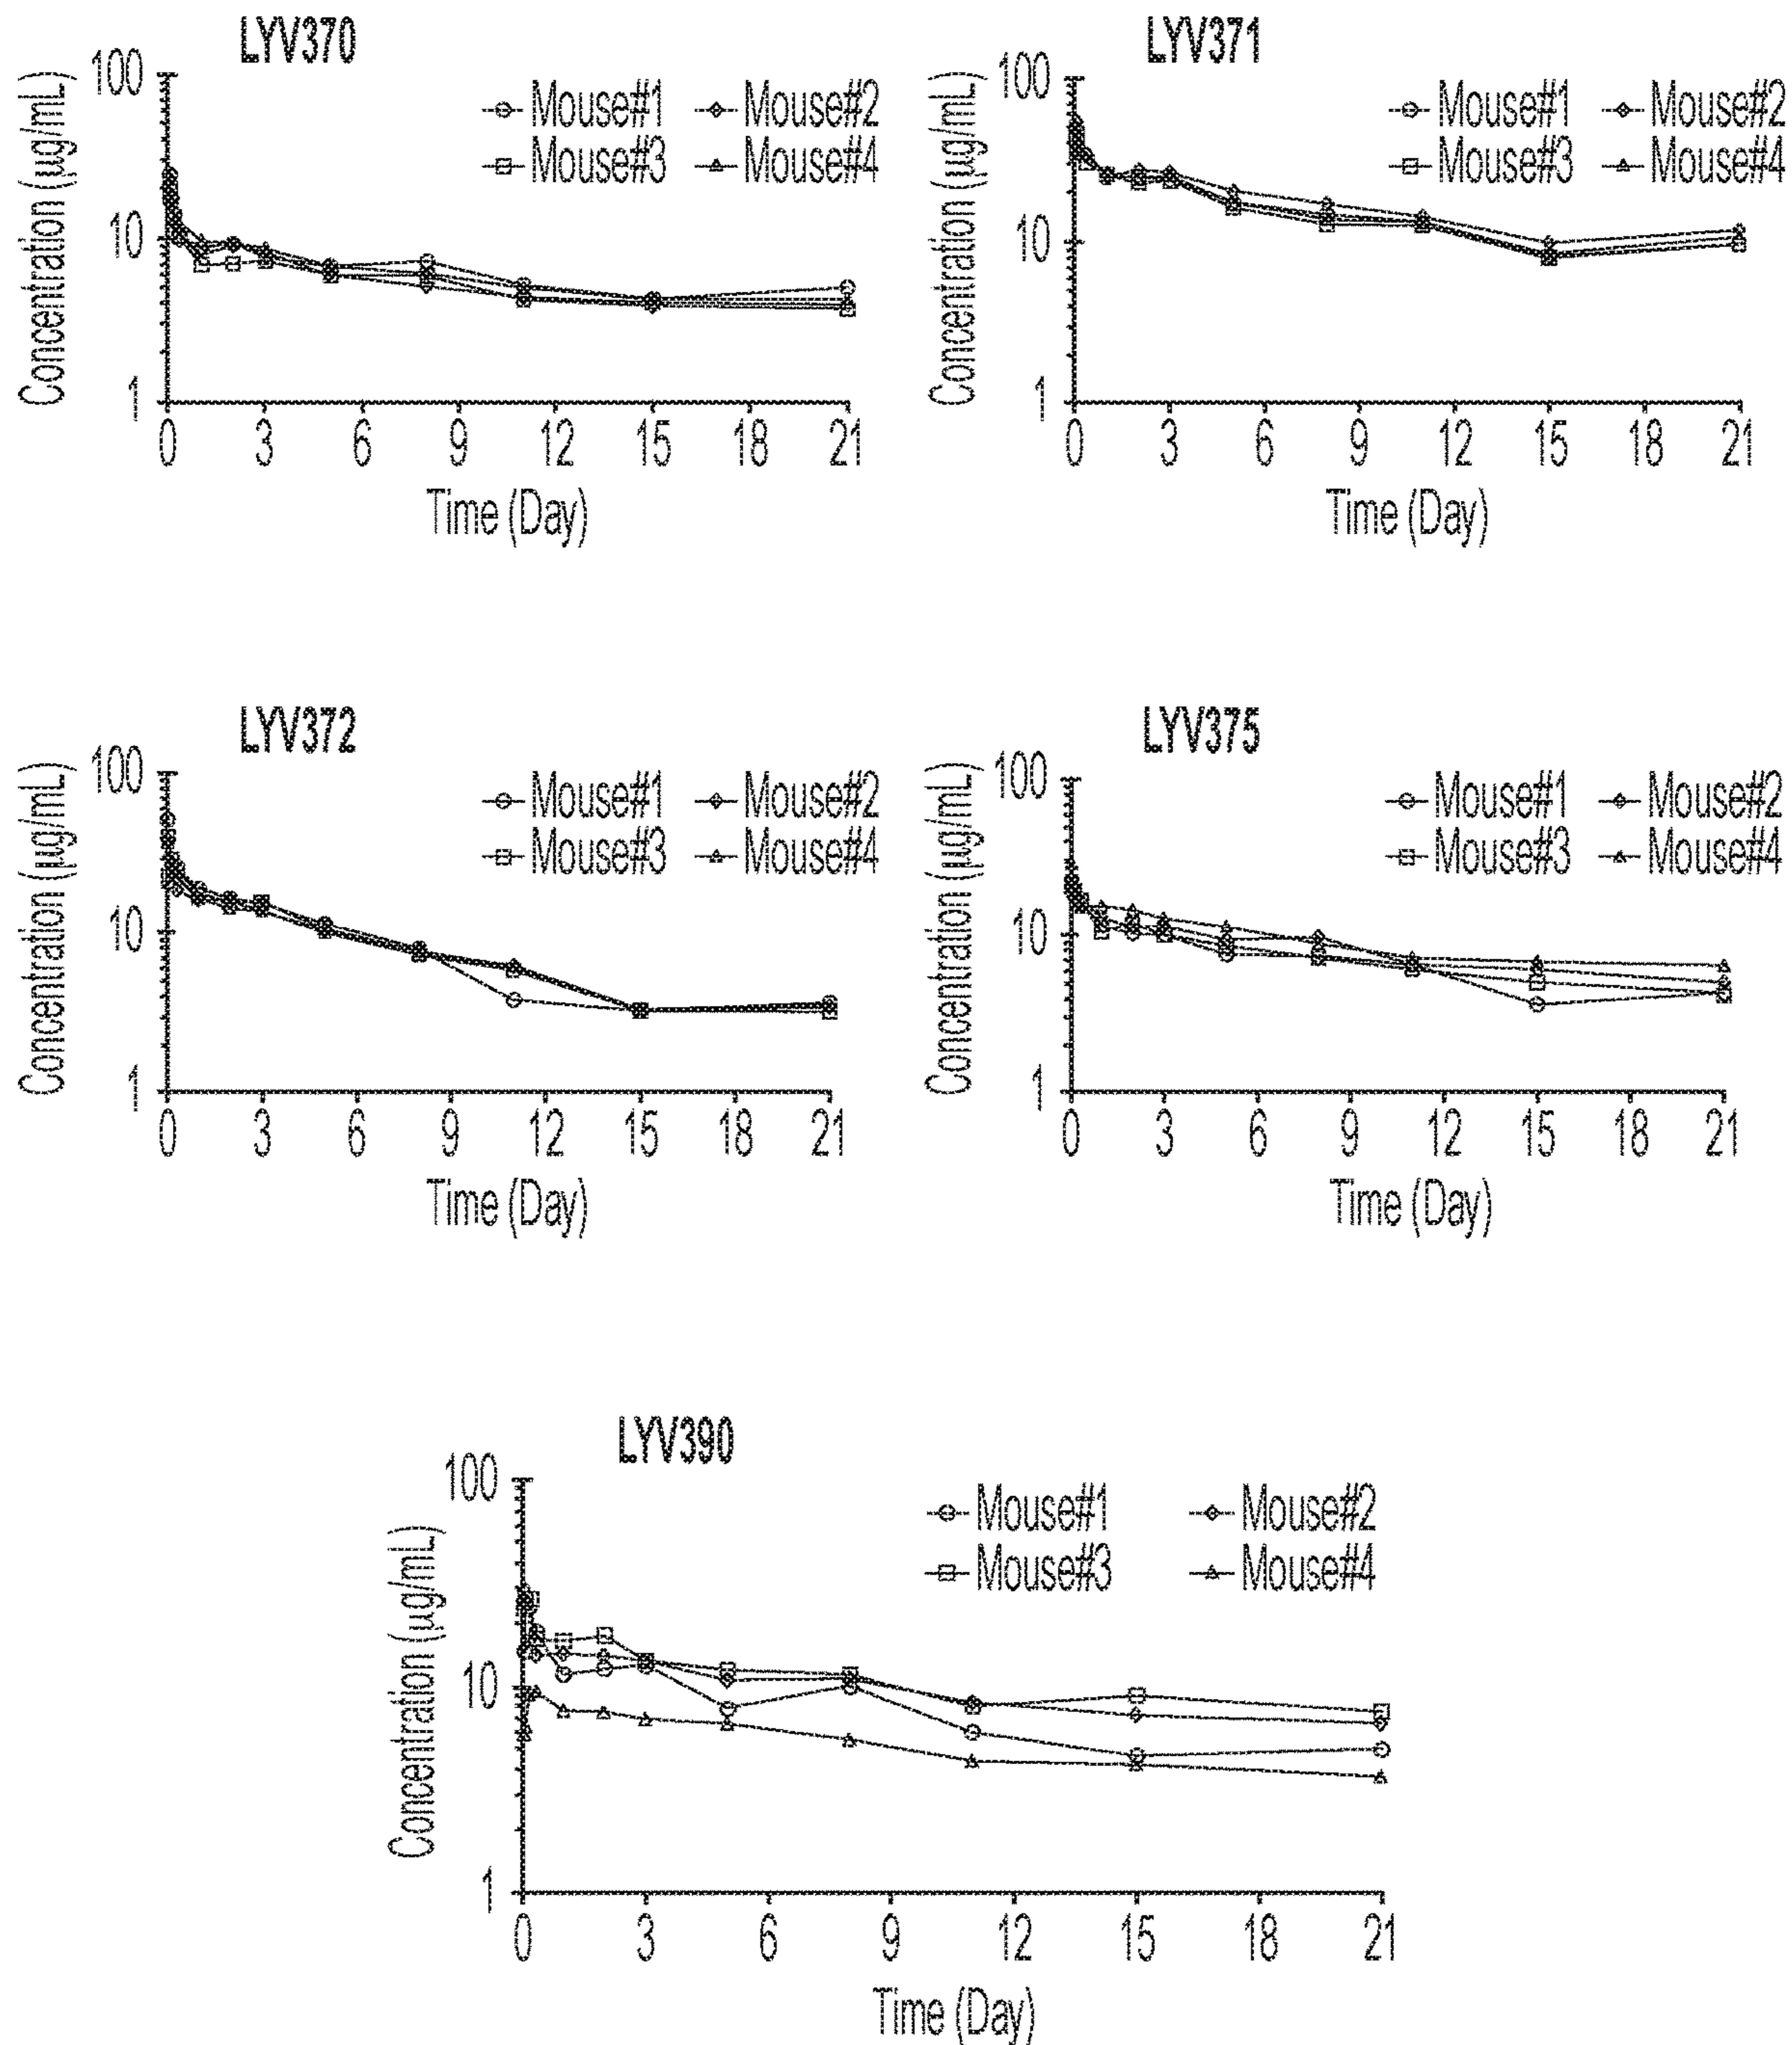 LYV370
100
10
1
Concentration (µg/mL)
Mouse#1 Mouse#2
Mouse#3 Mouse#4
0 3 6 9 12 15 18 21
Time (Day)
LYV371
100
10
1
Concentration (µg/mL)
Mouse#1 Mouse#2
Mouse#3 Mouse#4
0 3 6 9 12 15 18 21
Time (Day)
LYV372
100
10
1
Concentration (µg/mL)
Mouse#1 Mouse#2
Mouse#3 Mouse#4
0 3 6 9 12 15 18 21
Time (Day)
LYV375
100
10
1
Concentration (µg/mL)
Mouse#1 Mouse#2
Mouse#3 Mouse#4
0 3 6 9 12 15 18 21
Time (Day)
LYV390
100
10
1
Concentration (µg/mL)
Mouse#1 Mouse#2
Mouse#3 Mouse#4
0 3 6 9 12 15 18 21
Time (Day)